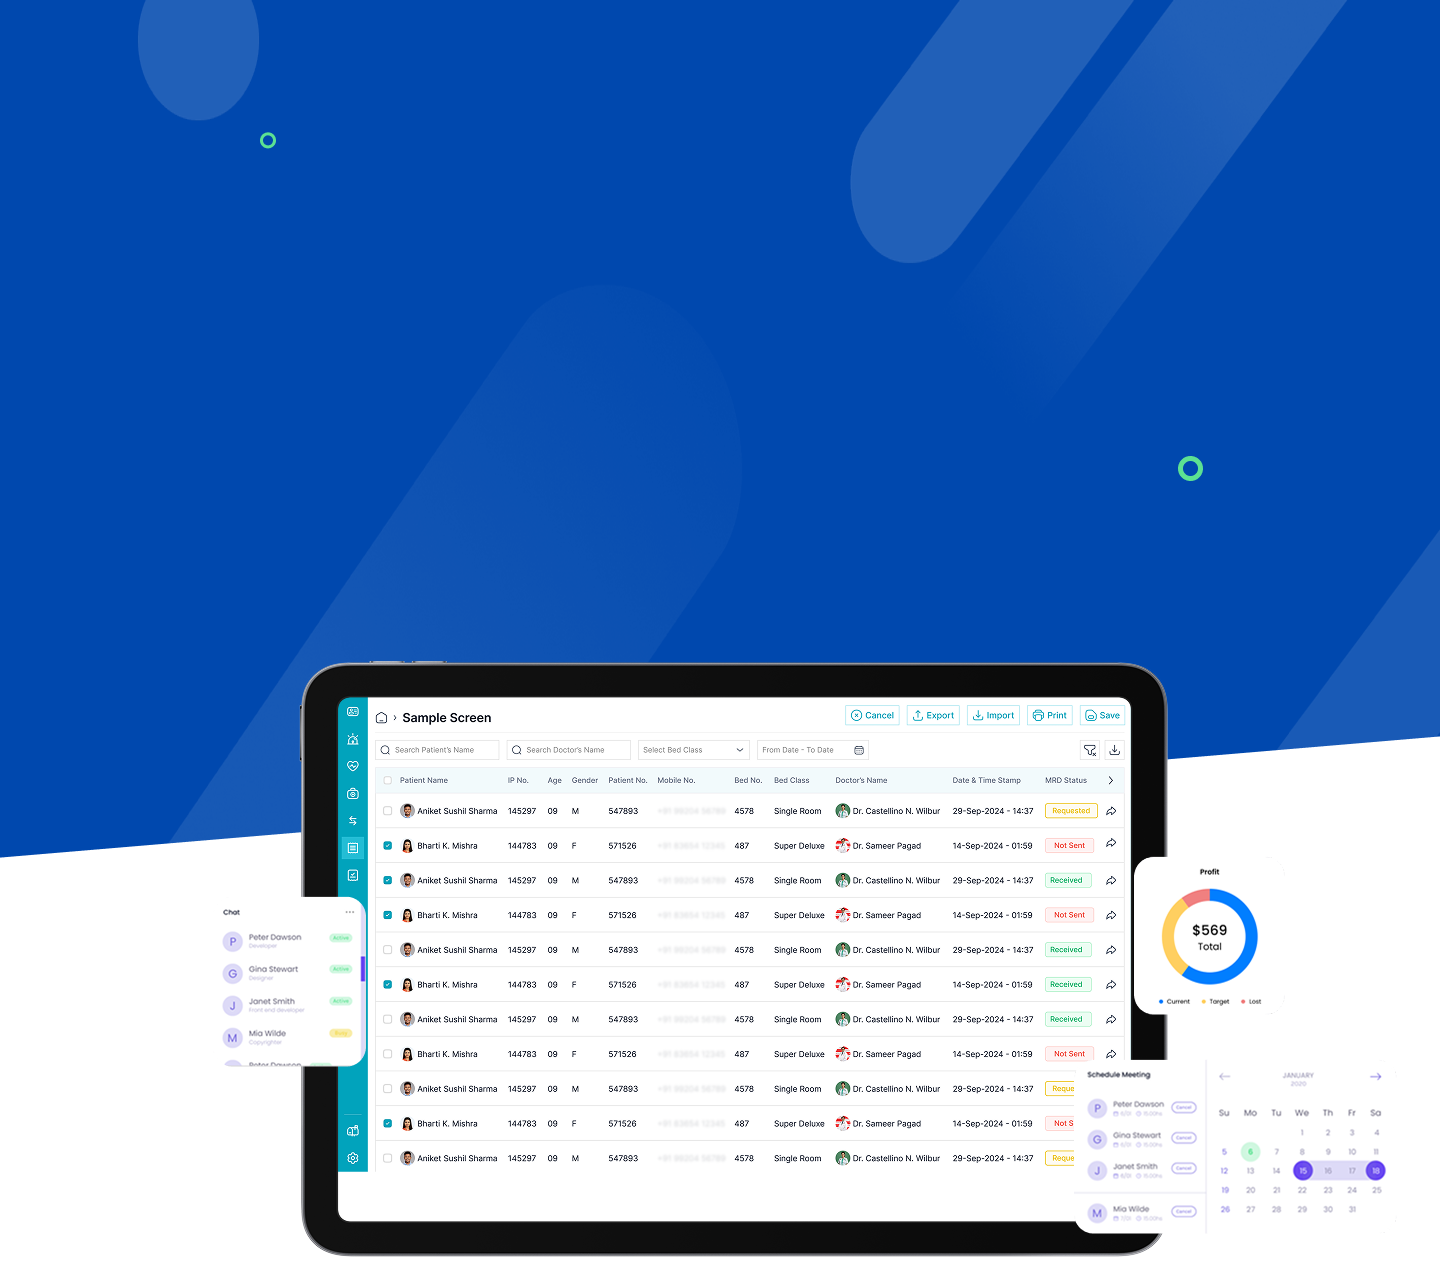 Sample Screen
Cancel
Export
Import
Print
Save
Search Patient's Name
Search Doctor's Name
Select Bed Class
From Date - To Date
Patient Name IP No. Age Gender Patient No. Mobile No. Bed No. Bed Class Doctor's Name Date & Time Stamp MRD Status
Aniket Sushil Sharma 145297 09 M 547893 4578 Single Room Dr. Castellino N. Wilbur 29-Sep-2024 - 14:37 Requested
Bharti K. Mishra 144783 09 F 571526 487 Super Deluxe Dr. Sameer Pagad 14-Sep-2024 - 01:59 Not Sent
Aniket Sushil Sharma 145297 09 M 547893 4578 Single Room Dr. Castellino N. Wilbur 29-Sep-2024 - 14:37 Received
Bharti K. Mishra 144783 09 F 571526 487 Super Deluxe Dr. Sameer Pagad 14-Sep-2024 - 01:59 Not Sent
Aniket Sushil Sharma 145297 09 M 547893 4578 Single Room Dr. Castellino N. Wilbur 29-Sep-2024 - 14:37 Received
Bharti K. Mishra 144783 09 F 571526 487 Super Deluxe Dr. Sameer Pagad 14-Sep-2024 - 01:59 Received
Aniket Sushil Sharma 145297 09 M 547893 4578 Single Room Dr. Castellino N. Wilbur 29-Sep-2024 - 14:37 Received
Bharti K. Mishra 144783 09 F 571526 487 Super Deluxe Dr. Sameer Pagad 14-Sep-2024 - 01:59 Not Sent
Aniket Sushil Sharma 145297 09 M 547893 4578 Single Room Dr. Castellino N. Wilbur 29-Sep-2024 - 14:37 Reque
Bharti K. Mishra 144783 09 F 571526 487 Super Deluxe Dr. Sameer Pagad 14-Sep-2024 - 01:59 Not S
Aniket Sushil Sharma 145297 09 M 547893 4578 Single Room Dr. Castellino N. Wilbur 29-Sep-2024 - 14:37 Reque
Chat
P Peter Dawson Active
Developer
G Gina Stewart Active
Designer
J Janet Smith Active
Front end developer
M Mia Wilde Busy
Copyrighter
Peter Dawson
Profit
$569
Total
Current Target Lost
Schedule Meeting
P Peter Dawson Cancel
G Gina Stewart Cancel
J Janet Smith Cancel
M Mia Wilde Cancel
JANUARY
2020
Su Mo Tu We Th Fr Sa
1 2 3 4
5 6 7 8 9 10 11
12 13 14 15 16 17 18
19 20 21 22 23 24 25
26 27 28 29 30 31